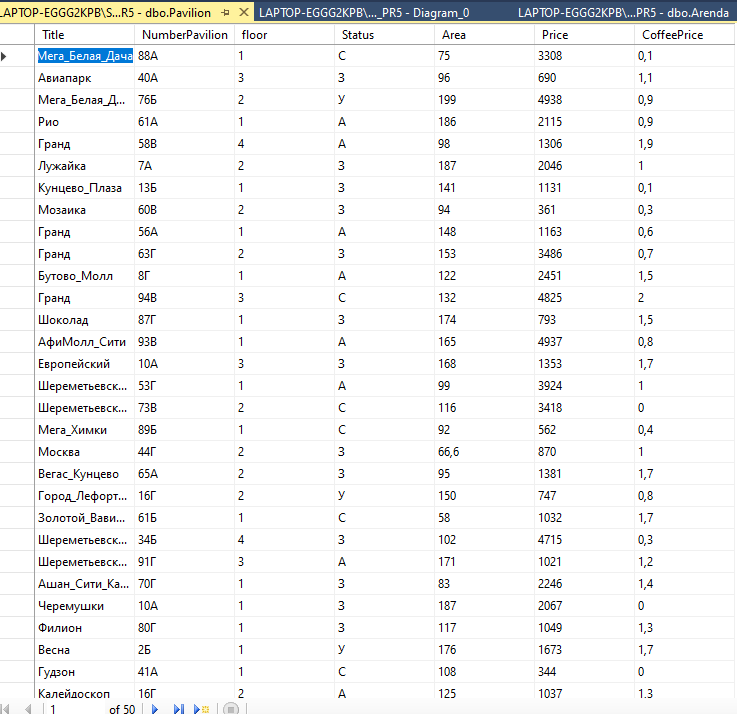 LAPTOP-EGGG2KPB\S...R5 - dbo.Pavilion LAPTOP-EGGG2KPB\..._PR5 - Diagram_0 LAPTOP-EGGG2KPB\...PR5 - dbo.Arenda
Title NumberPavilion floor Status Area Price CoffeePrice
Мега_Белая_Дача 88А 1 С 75 3308 0,1
Авиапарк 40А 3 З 96 690 1,1
Мега_Белая_Д... 76Б 2 У 199 4938 0,9
Рио 61А 1 А 186 2115 0,9
Гранд 58В 4 А 98 1306 1,9
Лужайка 7А 2 З 187 2046 1
Кунцево_Плаза 13Б 1 З 141 1131 0,1
Мозаика 60В 2 З 94 361 0,3
Гранд 56А 1 А 148 1163 0,6
Гранд 63Г 2 З 153 3486 0,7
Бутово_Молл 8Г 1 А 122 2451 1,5
Гранд 94В 3 С 132 4825 2
Шоколад 87Г 1 З 174 793 1,5
АфиМолл_Сити 93В 1 А 165 4937 0,8
Европейский 10А 3 З 168 1353 1,7
Шереметьевск... 53Г 1 А 99 3924 1
Шереметьевск... 73В 2 С 116 3418 0
Мега_Химки 89Б 1 С 92 562 0,4
Москва 44Г 2 З 66,6 870 1
Вегас_Кунцево 65А 2 З 95 1381 1,7
Город_Лефорт... 16Г 2 У 150 747 0,8
Золотой_Вави... 61Б 1 С 58 1032 1,7
Шереметьевск... 34Б 4 З 102 4715 0,3
Шереметьевск... 91Г 3 А 171 1021 1,2
Ашан_Сити_Ка... 70Г 1 З 83 2246 1,4
Черемушки 10А 1 З 187 2067 0
Филион 80Г 1 З 117 1049 1,3
Весна 2Б 1 У 176 1673 1,7
Гудзон 41А 1 С 108 344 0
Калейдоскоп 16Г 2 А 125 1037 1,3
1 of 50